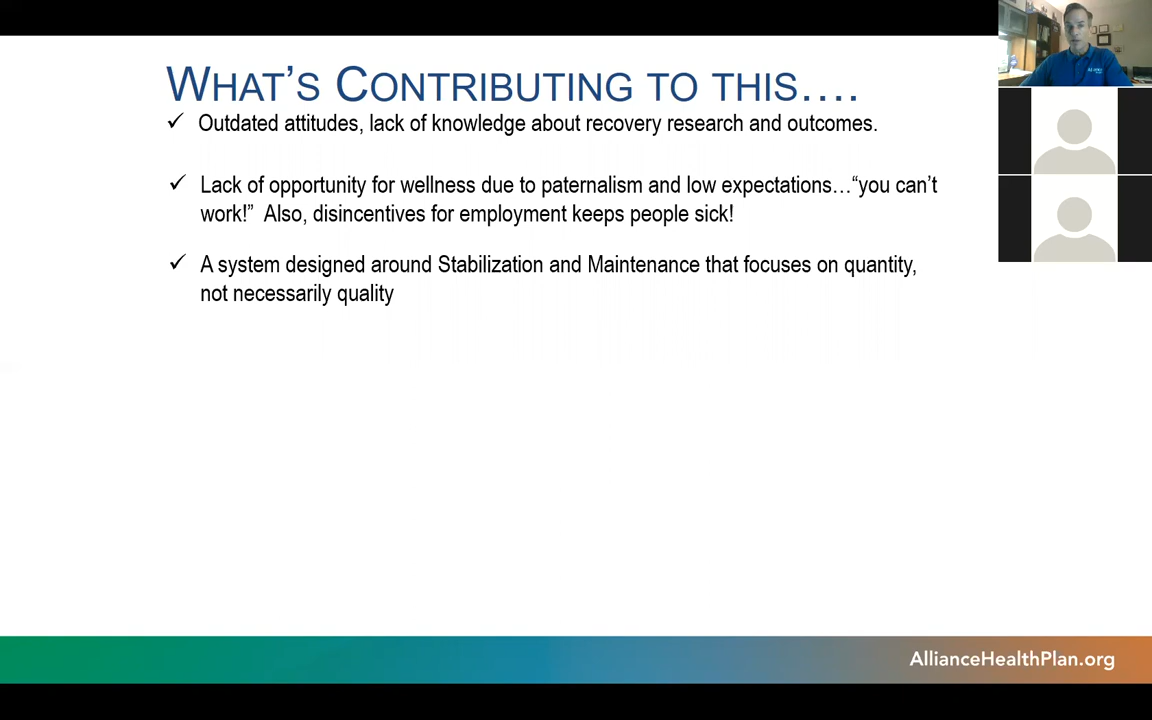 WHAT'S CONTRIBUTING TO THIS….
✓ Outdated attitudes, lack of knowledge about recovery research and outcomes.
✓ Lack of opportunity for wellness due to paternalism and low expectations…“you can’t
work!” Also, disincentives for employment keeps people sick!
✓ A system designed around Stabilization and Maintenance that focuses on quantity,
not necessarily quality
AllianceHealthPlan.org